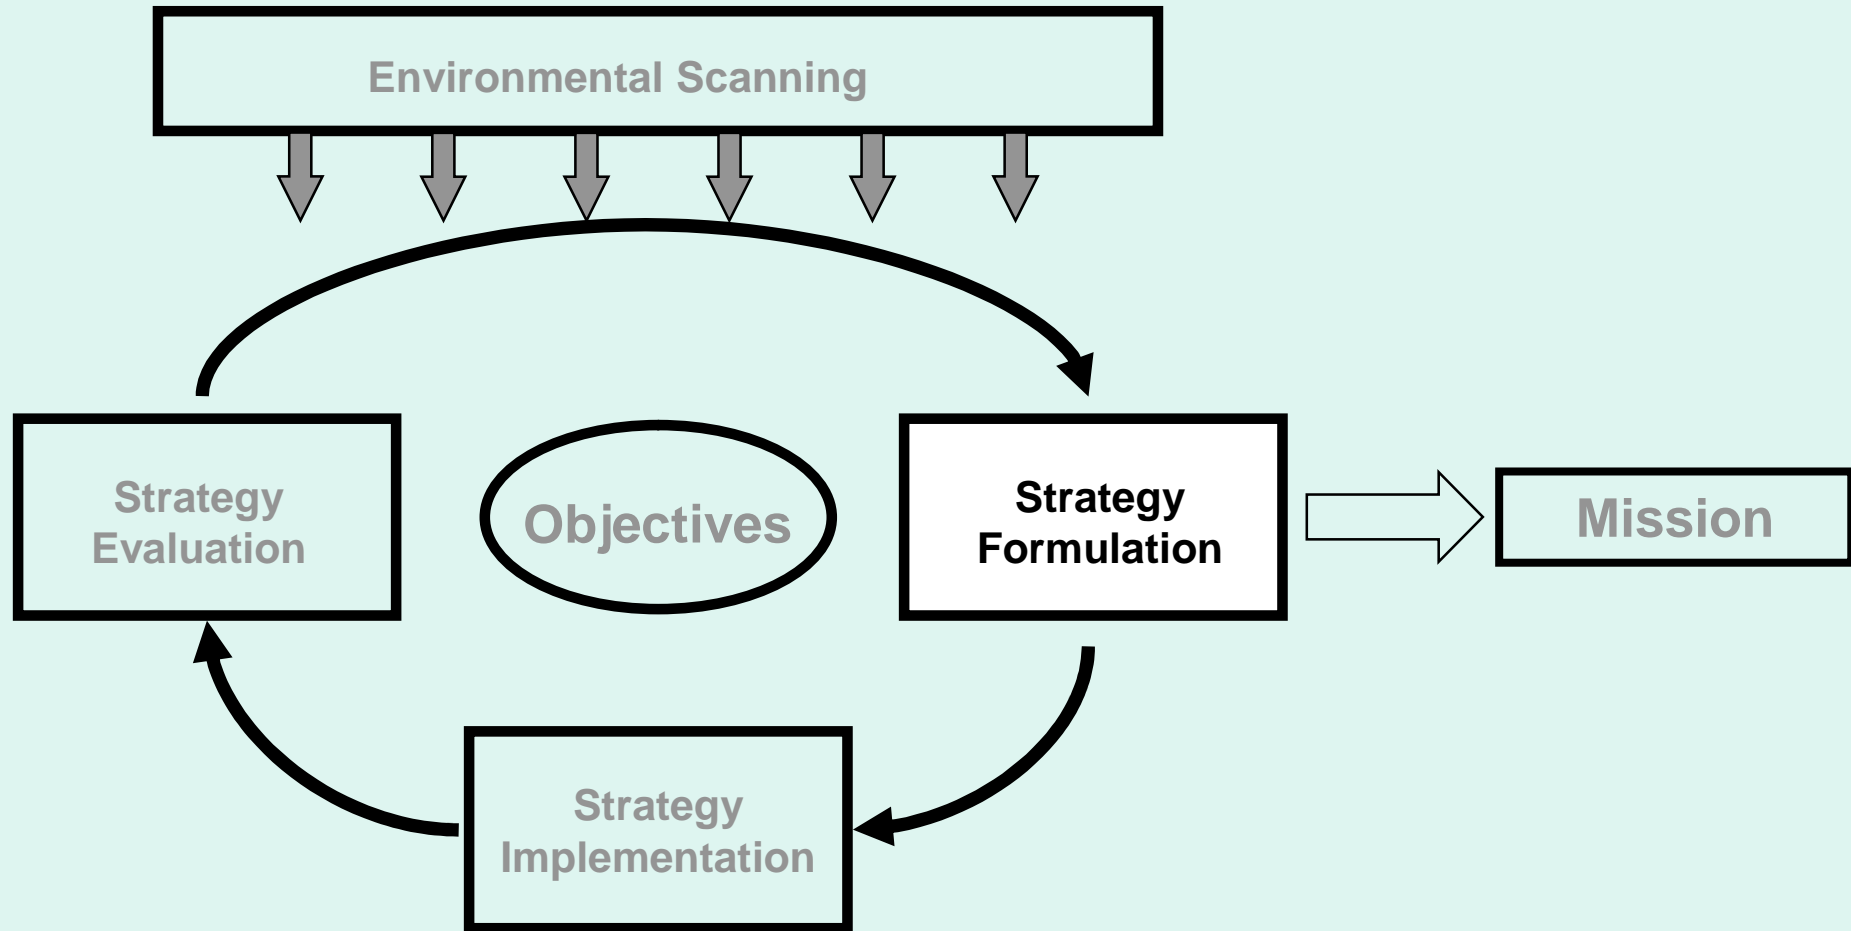 Environmental Scanning
Strategy
Evaluation
Objectives
Strategy
Formulation
Mission
Strategy
Implementation